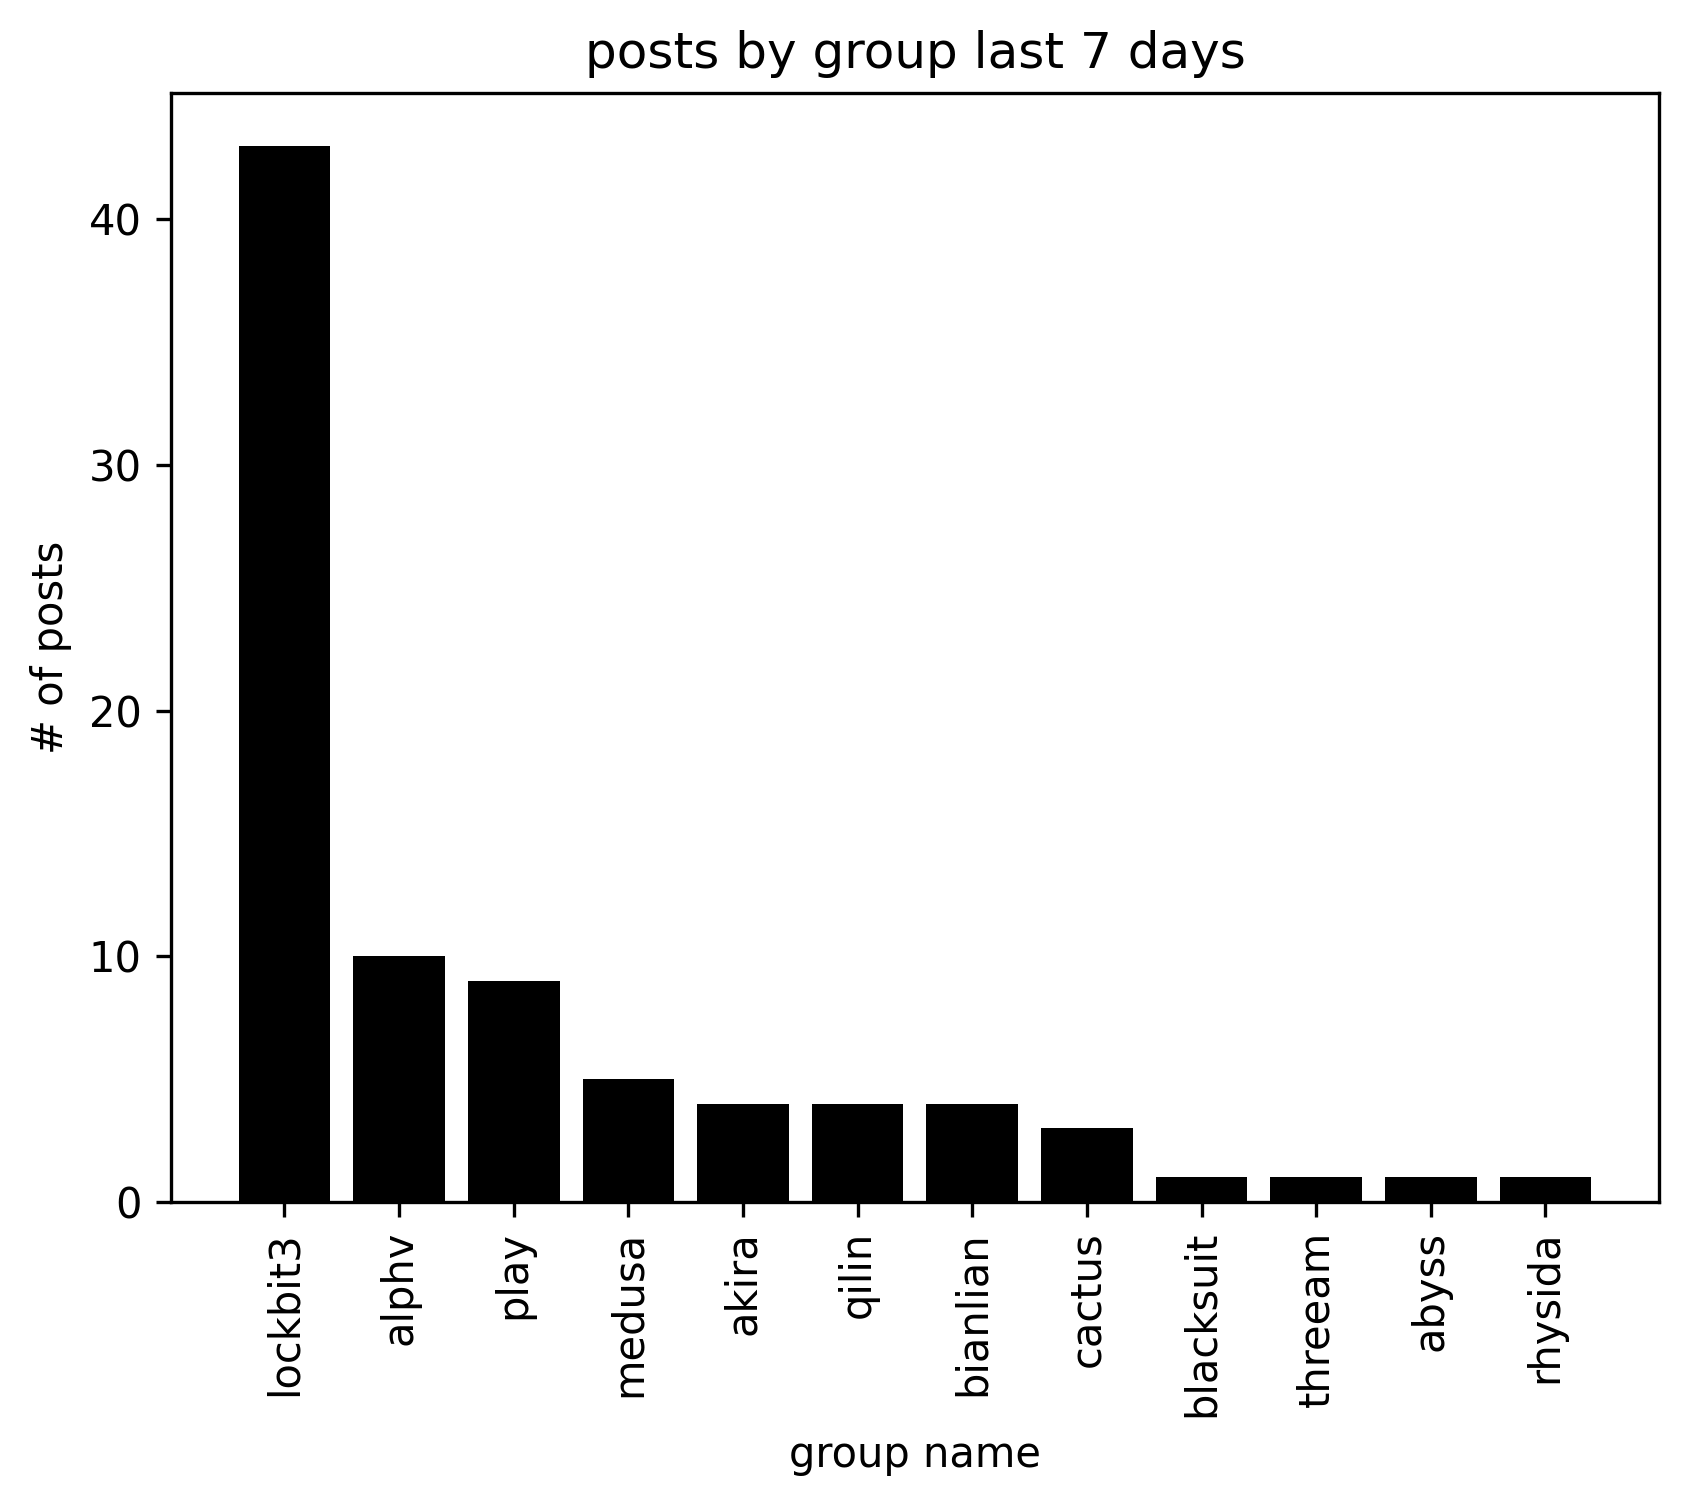 posts by group last 7 days
# of posts
40
30
20
10
0
lockbit3
alphv
play
medusa
akira
qilin
bianlian
cactus
blacksuit
threeam
abyss
rhysida
group name